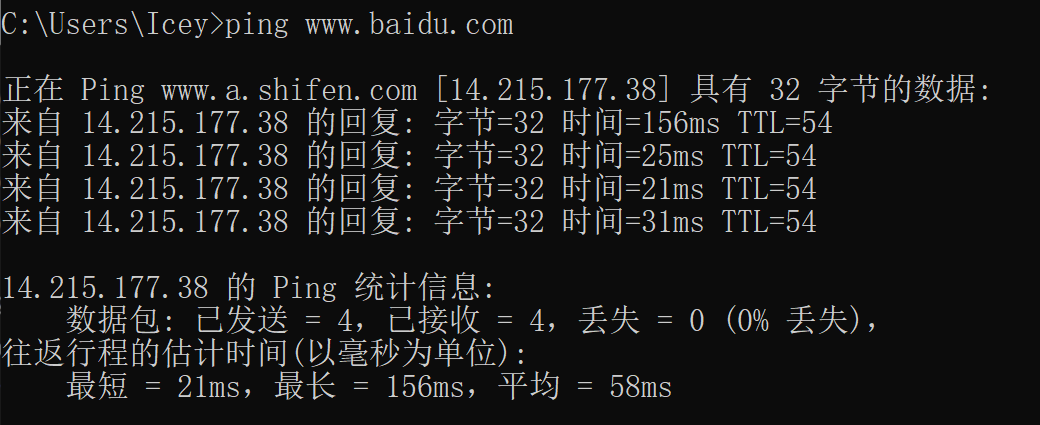 C:\Users\Icey>ping www.baidu.com
正在 Ping www.a.shifen.com [14.215.177.38] 具有 32 字节的数据:
来自 14.215.177.38 的回复: 字节=32 时间=156ms TTL=54
来自 14.215.177.38 的回复: 字节=32 时间=25ms TTL=54
来自 14.215.177.38 的回复: 字节=32 时间=21ms TTL=54
来自 14.215.177.38 的回复: 字节=32 时间=31ms TTL=54
14.215.177.38 的 Ping 统计信息:
数据包: 已发送 = 4，已接收 = 4，丢失 = 0 (0% 丢失)，
往返行程的估计时间(以毫秒为单位):
最短 = 21ms，最长 = 156ms，平均 = 58ms